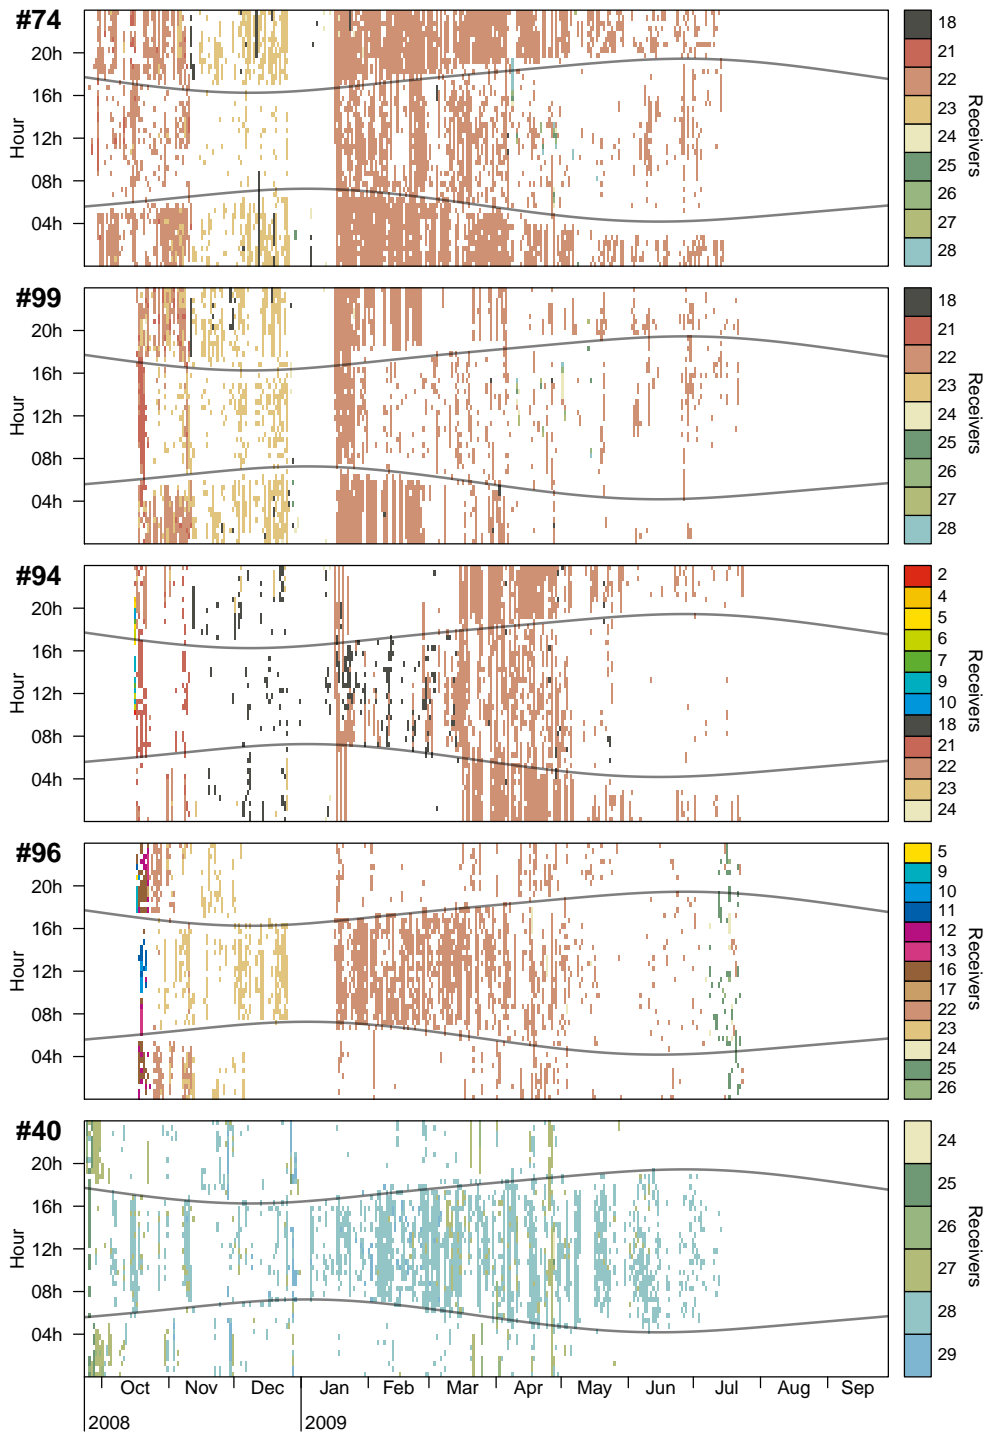 #74
20h
16h
12h
08h
04h
Hour
18
21
22
23
24
25
26
27
28
Receivers
#99
20h
16h
12h
08h
04h
Hour
18
21
22
23
24
25
26
27
28
Receivers
#94
20h
16h
12h
08h
04h
Hour
2
4
5
6
7
9
10
18
21
22
23
24
Receivers
#96
20h
16h
12h
08h
04h
Hour
5
9
10
11
12
13
16
17
22
23
24
25
26
Receivers
#40
20h
16h
12h
08h
04h
Hour
24
25
26
27
28
29
Receivers
Oct Nov Dec Jan Feb Mar Apr May Jun Jul Aug Sep
2008 2009